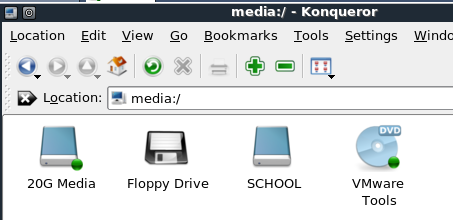 media:/ - Konqueror
Location Edit View Go Bookmarks Tools Settings Windo
Location: media:/
20G Media Floppy Drive SCHOOL DVD VMware
Tools